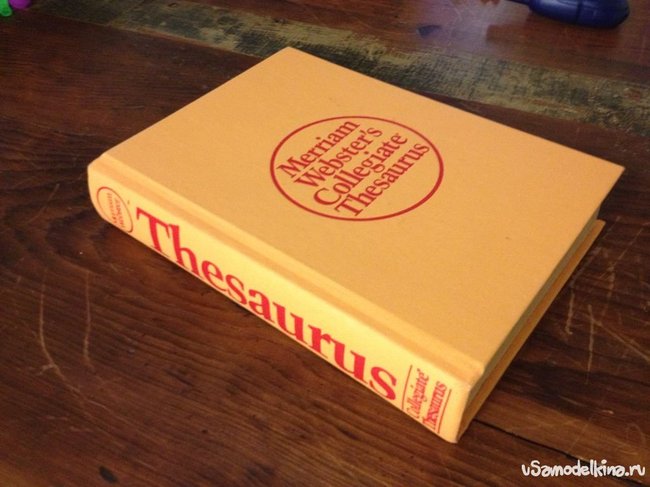 Merriam
Webster's
Collegiate®
Thesaurus
Thesaurus
Collegiate®
Thesaurus
uSamodelkina.ru